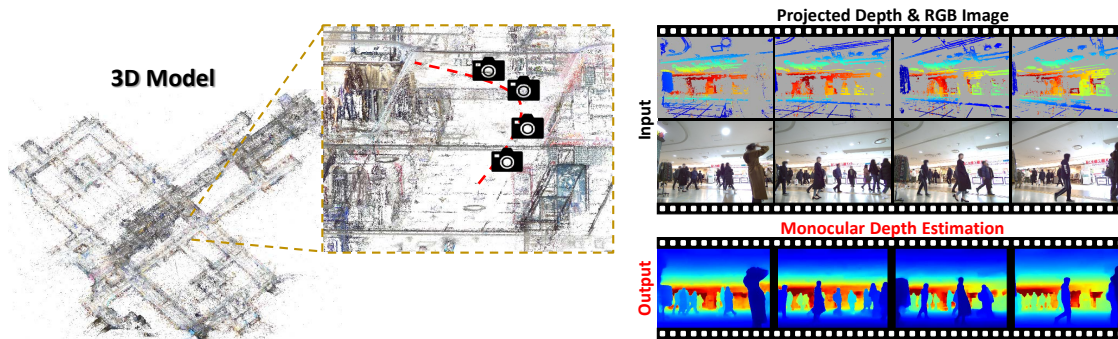 3D Model
Projected Depth & RGB Image
Input
Monocular Depth Estimation
Output